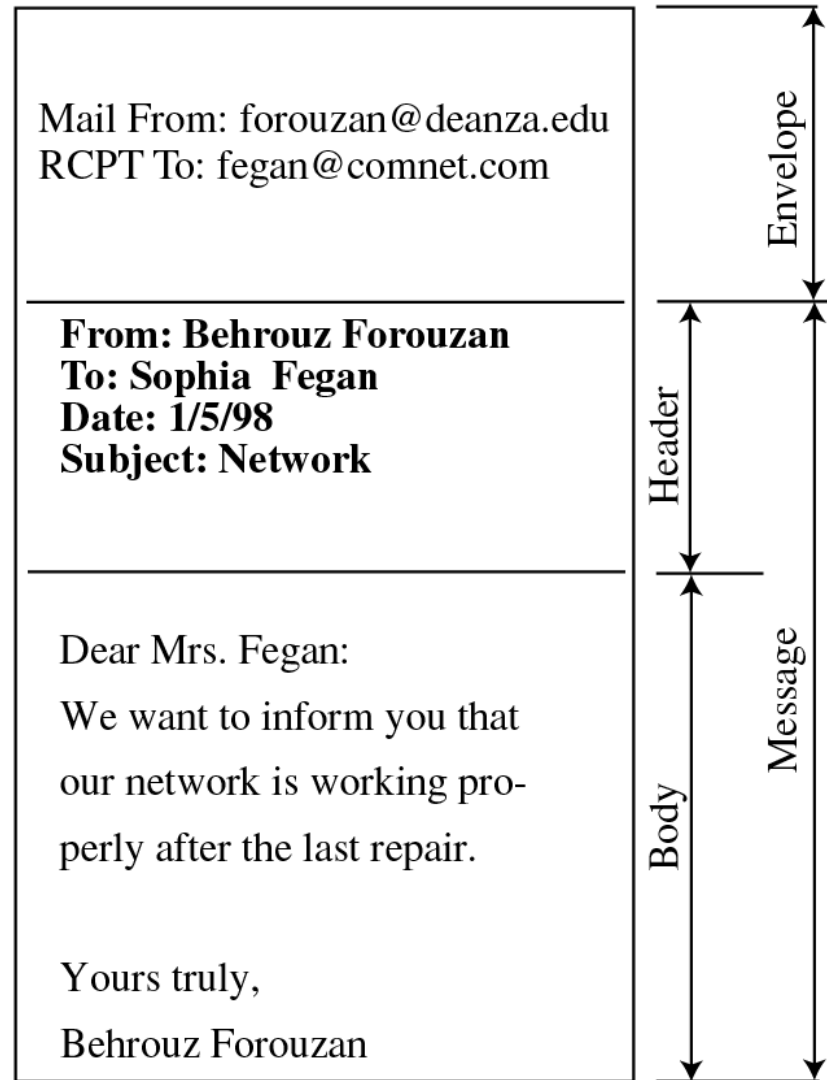 Mail From: forouzan@deanza.edu
RCPT To: fegan@comnet.com
Envelope
From: Behrouz Forouzan
To: Sophia Fegan
Date: 1/5/98
Subject: Network
Header
Dear Mrs. Fegan:
We want to inform you that
our network is working pro-
perly after the last repair.
Yours truly,
Behrouz Forouzan
Body
Message